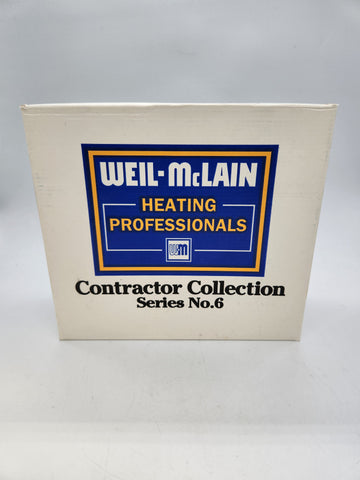 WEIL-McLAIN
HEATING
PROFESSIONALS
W·m
Contractor Collection
Series No.6